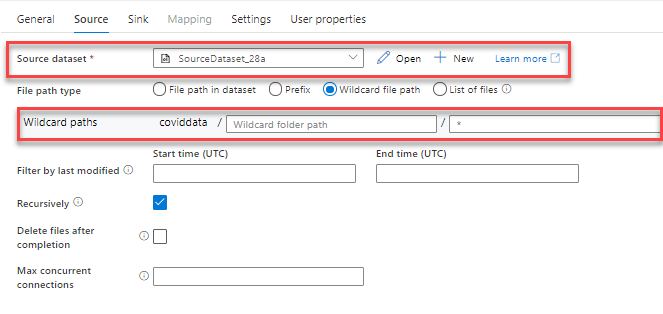 General Source Sink Mapping Settings User properties
Source dataset * SourceDataset_28a Open New Learn more
File path type File path in dataset Prefix Wildcard file path List of files
Wildcard paths coviddata / Wildcard folder path / *
Start time (UTC) End time (UTC)
Filter by last modified
Recursively
Delete files after
completion
Max concurrent
connections